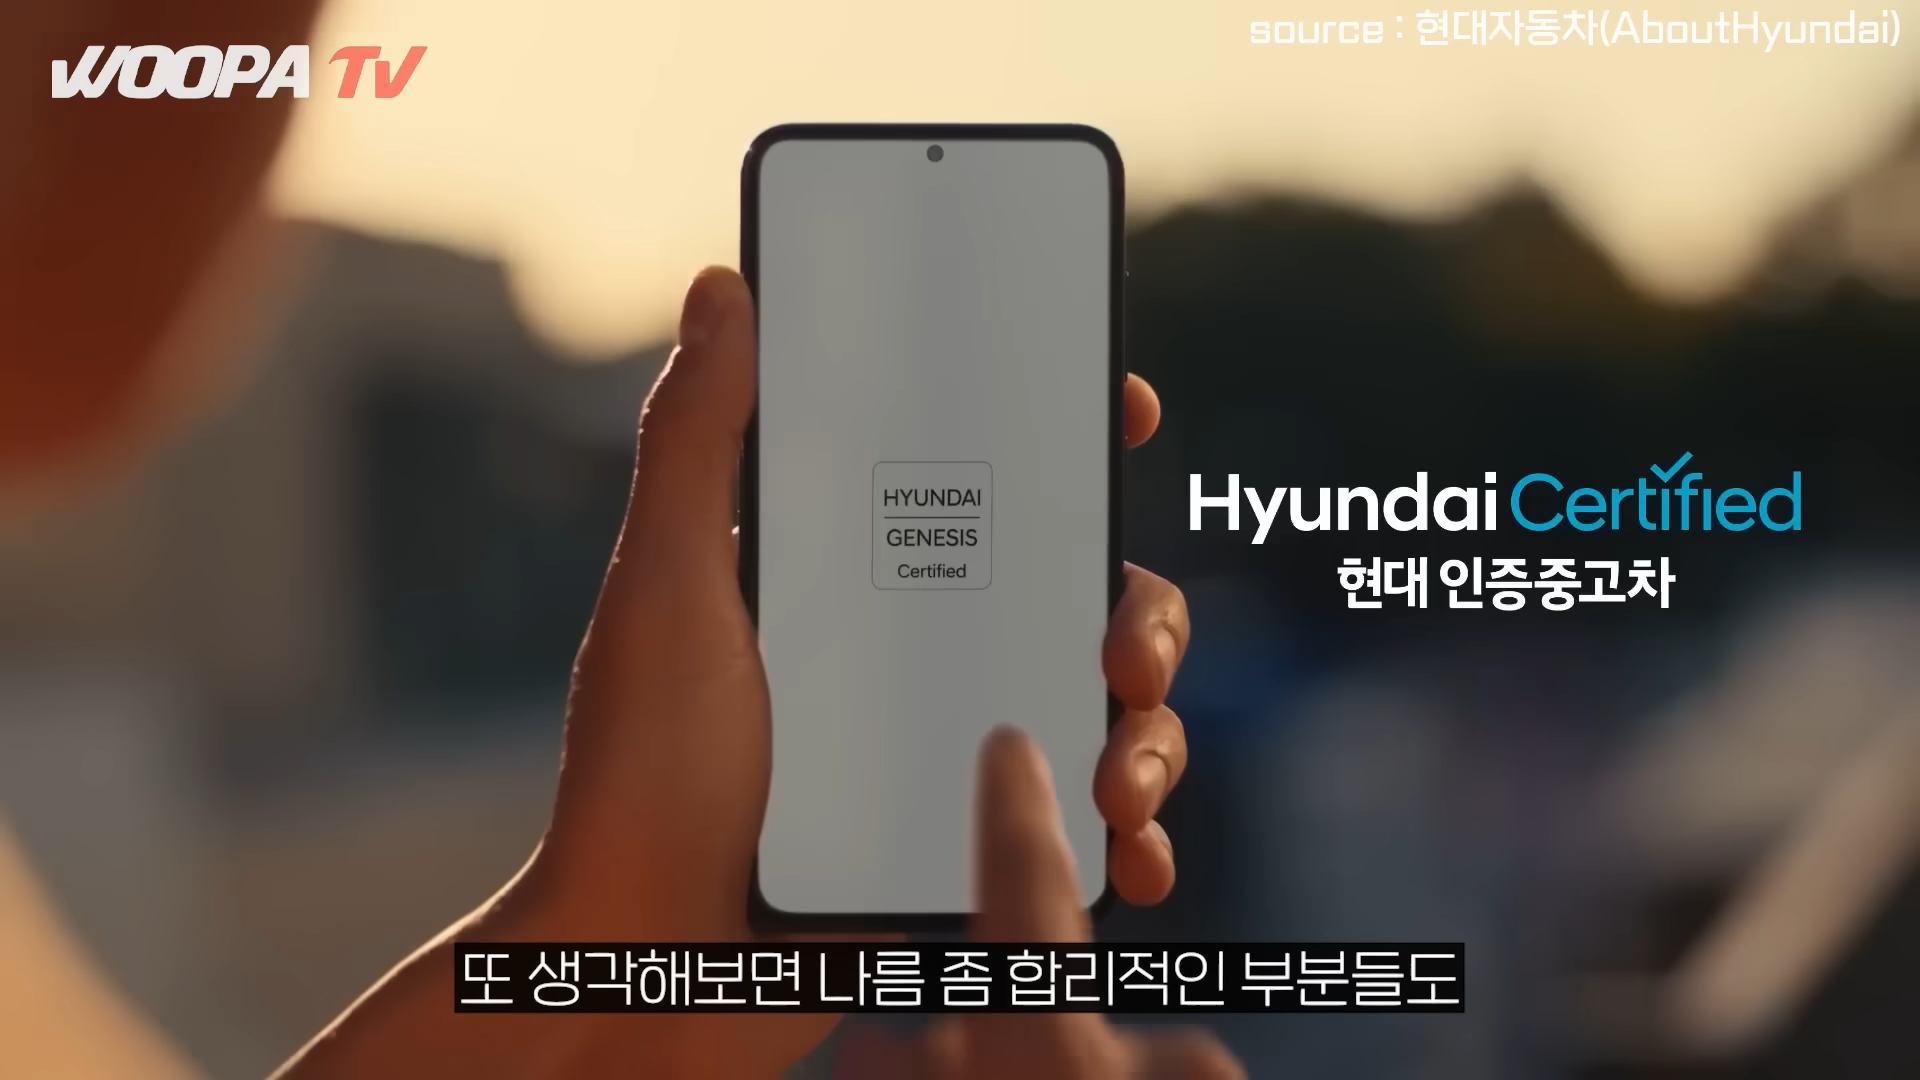 WOOPA TV
source : 현대자동차(AboutHyundai)
HYUNDAI
GENESIS
Certified
Hyundai Certified
현대 인증중고차
또 생각해보면 나름 좀 합리적인 부분들도